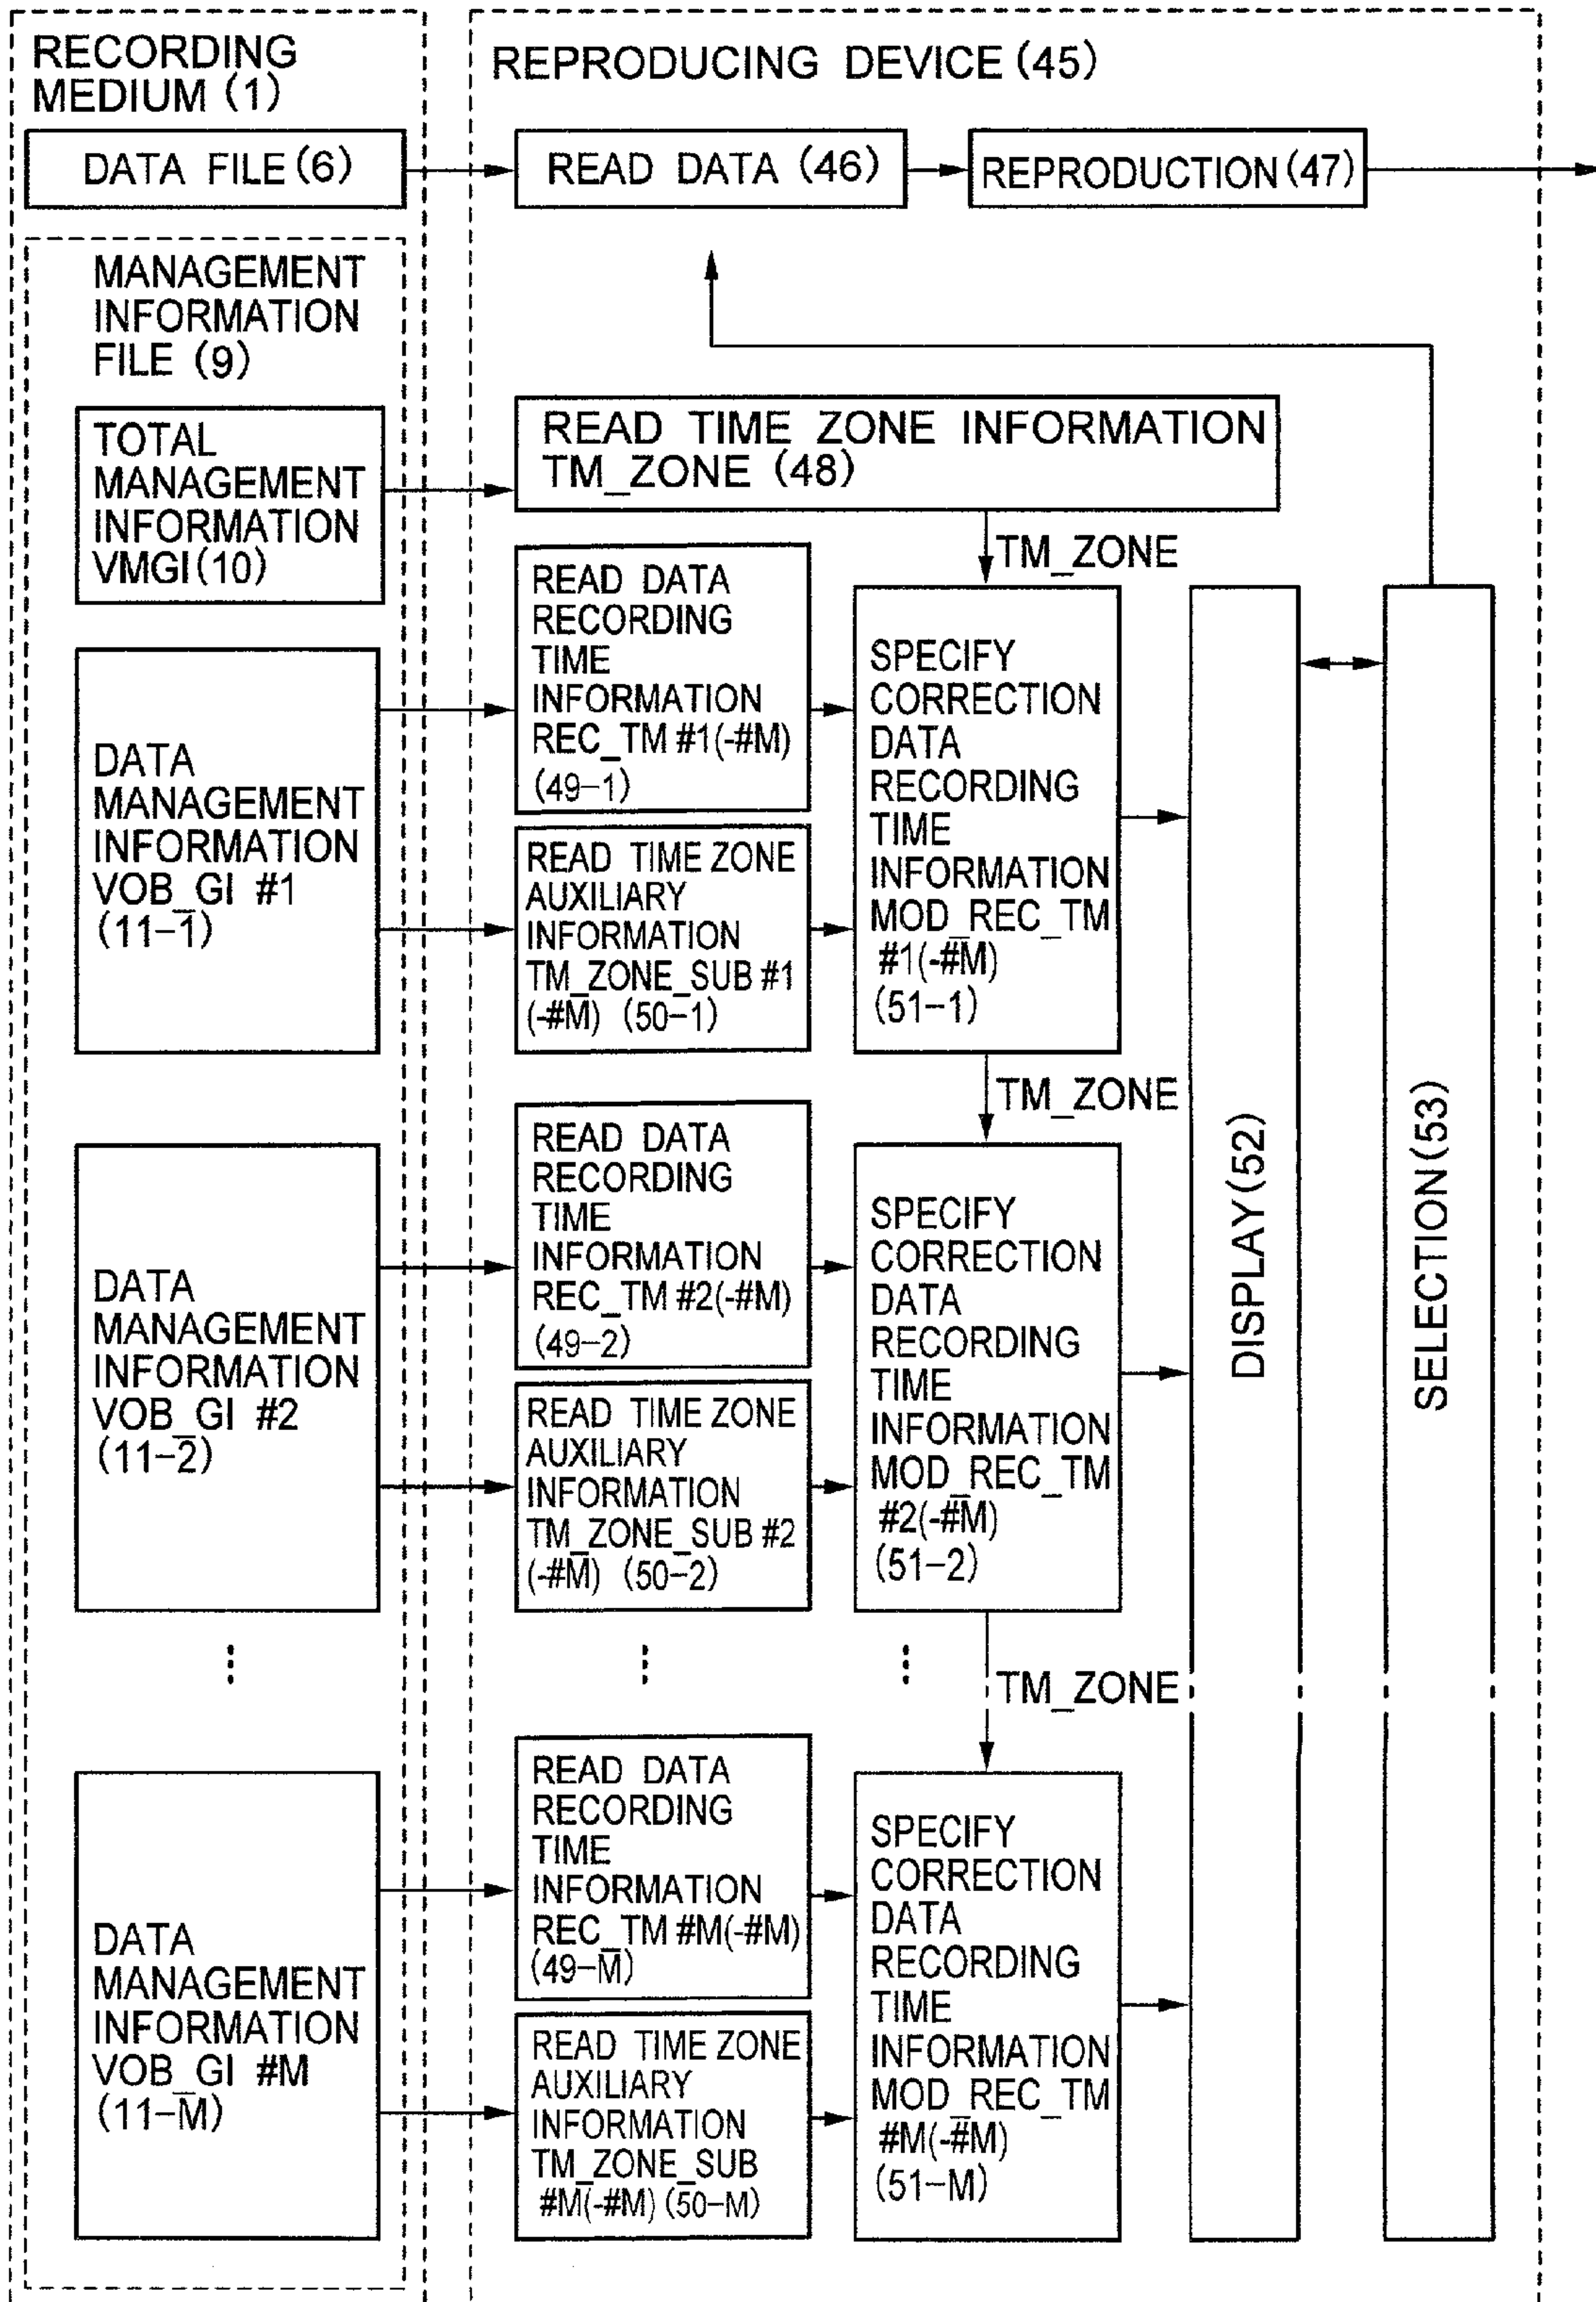 RECORDING
MEDIUM (1)
REPRODUCING DEVICE (45)
DATA FILE (6)
READ DATA (46)
REPRODUCTION (47)
MANAGEMENT
INFORMATION
FILE (9)
TOTAL
MANAGEMENT
INFORMATION
VMGI (10)
READ TIME ZONE INFORMATION
TM_ZONE (48)
TM_ZONE
READ DATA
RECORDING
TIME
INFORMATION
REC_TM #1(-#M)
(49-1)
DATA
MANAGEMENT
INFORMATION
VOB_GI #1
(11-1)
READ TIME ZONE
AUXILIARY
INFORMATION
TM_ZONE_SUB #1
(-#M) (50-1)
SPECIFY
CORRECTION
DATA
RECORDING
TIME
INFORMATION
MOD_REC_TM
#1(-#M)
(51-1)
TM_ZONE
DISPLAY (52)
SELECTION (53)
READ DATA
RECORDING
TIME
INFORMATION
REC_TM #2(-#M)
(49-2)
DATA
MANAGEMENT
INFORMATION
VOB_GI #2
(11-2)
READ TIME ZONE
AUXILIARY
INFORMATION
TM_ZONE_SUB #2
(-#M) (50-2)
SPECIFY
CORRECTION
DATA
RECORDING
TIME
INFORMATION
MOD_REC_TM
#2(-#M)
(51-2)
TM_ZONE
READ DATA
RECORDING
TIME
INFORMATION
REC_TM #M(-#M)
(49-M)
DATA
MANAGEMENT
INFORMATION
VOB_GI #M
(11-M)
READ TIME ZONE
AUXILIARY
INFORMATION
TM_ZONE_SUB
#M(-#M) (50-M)
SPECIFY
CORRECTION
DATA
RECORDING
TIME
INFORMATION
MOD_REC_TM
#M(-#M)
(51-M)